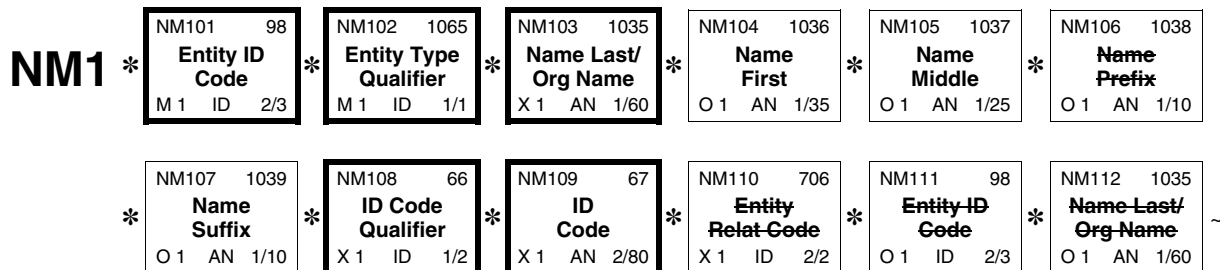 NM101 98 NM102 1065 NM103 1035 NM104 1036 NM105 1037 NM106 1038
NM1 * Entity ID * Entity Type * Name Last/ * Name * Name * Name
Code Qualifier Org Name First Middle Prefix
M 1 ID 2/3 M 1 ID 1/1 X 1 AN 1/60 O 1 AN 1/35 O 1 AN 1/25 O 1 AN 1/10
NM107 1039 NM108 66 NM109 67 NM110 706 NM111 98 NM112 1035
* Name * ID Code * ID * Entity * Entity ID * Name Last/ ~
Suffix Qualifier Code Relat Code Code Org Name
O 1 AN 1/10 X 1 ID 1/2 X 1 AN 2/80 X 1 ID 2/2 O 1 ID 2/3 O 1 AN 1/60